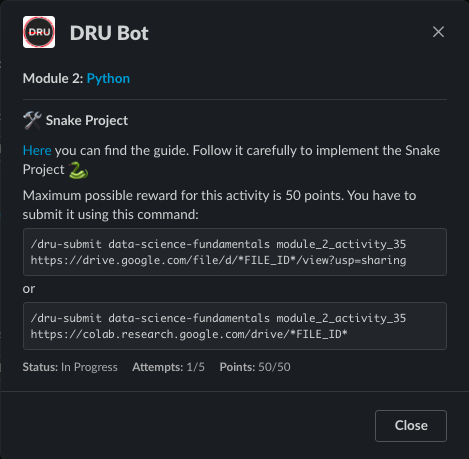 DRU
DRU Bot
Module 2: Python
Snake Project
Here you can find the guide. Follow it carefully to implement the Snake
Project
Maximum possible reward for this activity is 50 points. You have to
submit it using this command:
/dru-submit data-science-fundamentals module_2_activity_35
https://drive.google.com/file/d/*FILE_ID*/view?usp=sharing
or
/dru-submit data-science-fundamentals module_2_activity_35
https://colab.research.google.com/drive/*FILE_ID*
Status: In Progress Attempts: 1/5 Points: 50/50
Close